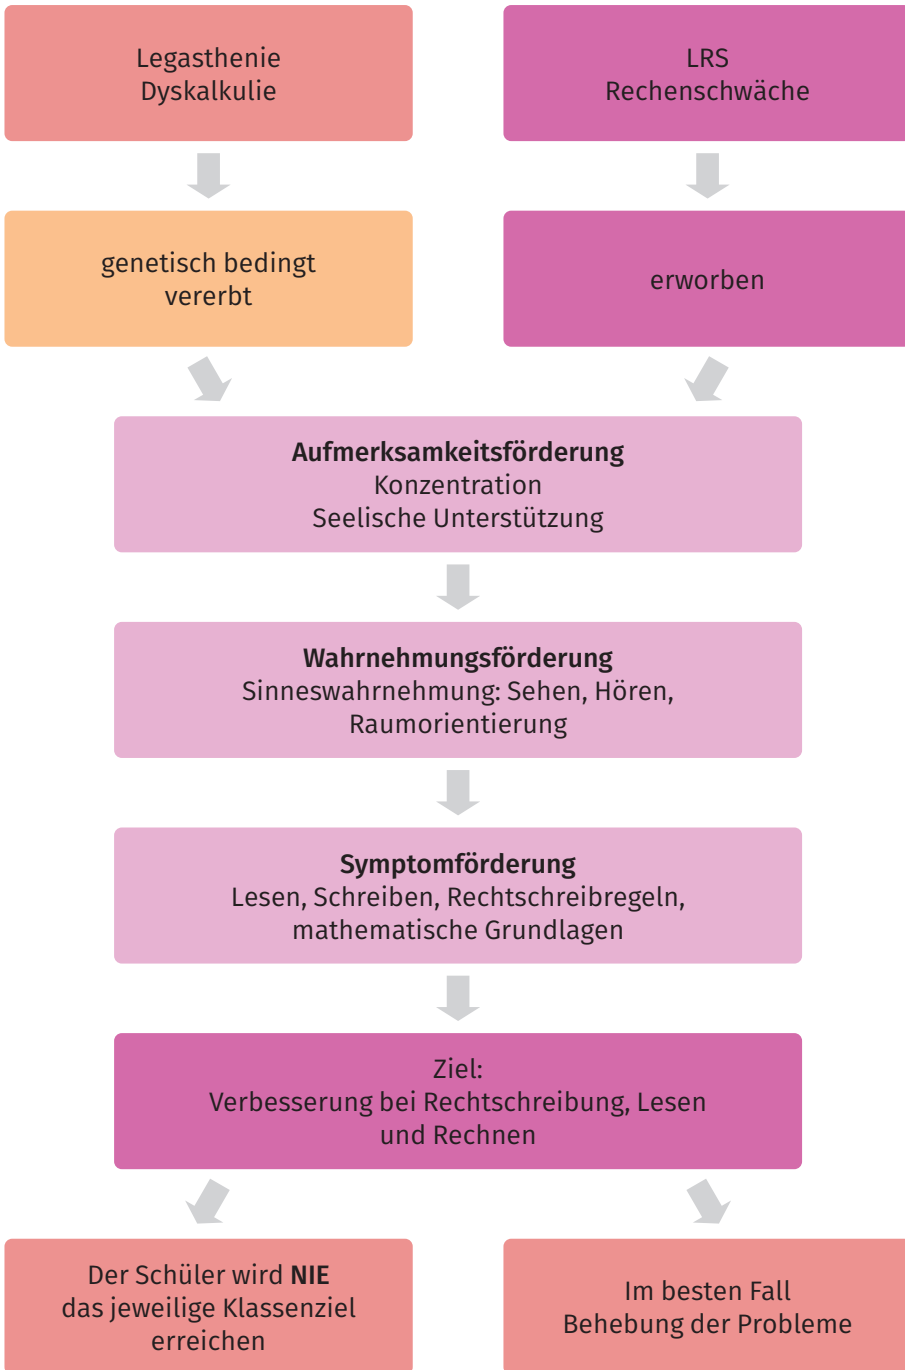 Legasthenie
Dyskalkulie
LRS
Rechenschwäche
genetisch bedingt
vererbt
erworben
Aufmerksamkeitsförderung
Konzentration
Seelische Unterstützung
Wahrnehmungsförderung
Sinneswahrnehmung: Sehen, Hören,
Raumorientierung
Symptomförderung
Lesen, Schreiben, Rechtschreibregeln,
mathematische Grundlagen
Ziel:
Verbesserung bei Rechtschreibung, Lesen
und Rechnen
Der Schüler wird NIE
das jeweilige Klassenziel
erreichen
Im besten Fall
Behebung der Probleme